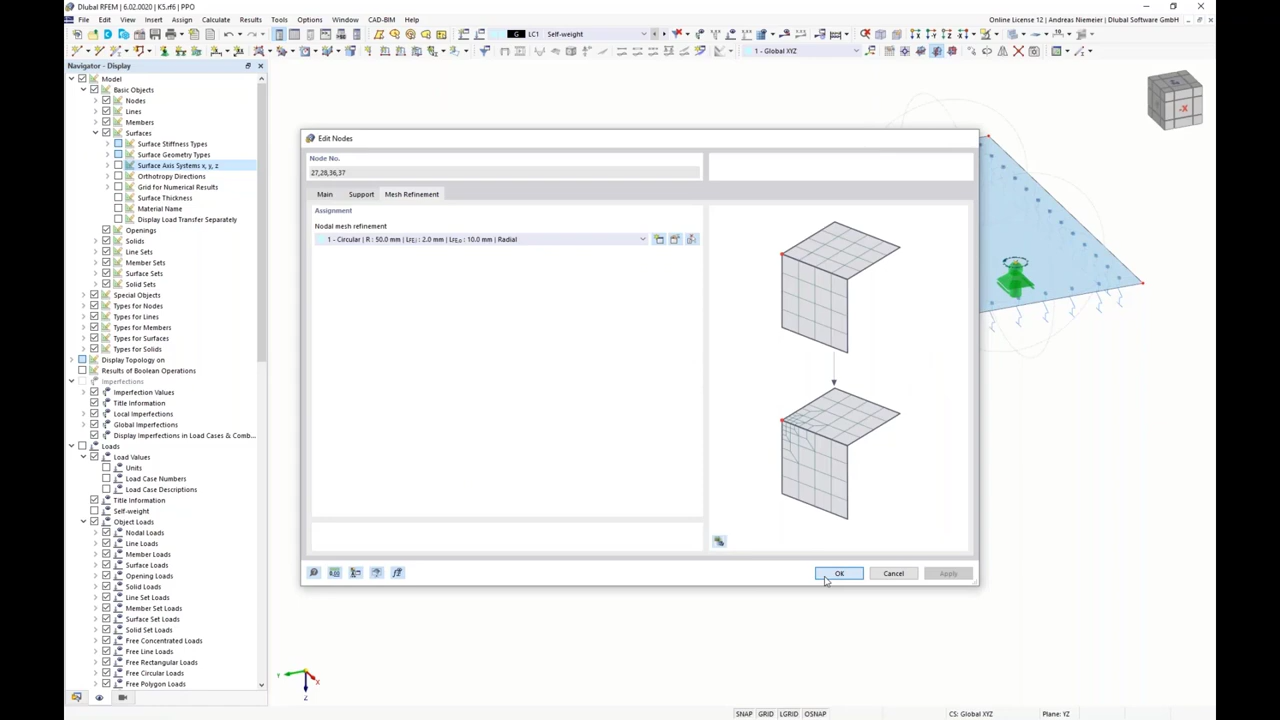 Dlubal RFEM | 6.02.0020 | K5.rf6 | PPO
File Edit View Insert Assign Calculate Results Tools Options Window CAD-BIM Help
Online License 12 | Andreas Niemeier | Dlubal Software GmbH
G LC1 Self-weight
1 - Global XYZ
Navigator - Display
Model
Basic Objects
Nodes
Lines
Members
Surfaces
Surface Stiffness Types
Surface Geometry Types
Surface Axis Systems x, y, z
Orthotropy Directions
Grid for Numerical Results
Surface Thickness
Material Name
Display Load Transfer Separately
Openings
Solids
Line Sets
Member Sets
Surface Sets
Solid Sets
Special Objects
Types for Nodes
Types for Lines
Types for Members
Types for Surfaces
Types for Solids
Display Topology on
Results of Boolean Operations
Imperfections
Imperfection Values
Title Information
Local Imperfections
Global Imperfections
Display Imperfections in Load Cases & Comb...
Loads
Load Values
Units
Load Case Numbers
Load Case Descriptions
Title Information
Self-weight
Object Loads
Nodal Loads
Line Loads
Member Loads
Surface Loads
Opening Loads
Solid Loads
Line Set Loads
Member Set Loads
Surface Set Loads
Solid Set Loads
Free Concentrated Loads
Free Line Loads
Free Rectangular Loads
Free Circular Loads
Free Polygon Loads
Edit Nodes
Node No.
27,28,36,37
Main Support Mesh Refinement
Assignment
Nodal mesh refinement
1 - Circular | R : 50.0 mm | LFE,i : 2.0 mm | LFE,o : 10.0 mm | Radial
OK Cancel Apply
-X
Y X
Z
SNAP GRID LGRID OSNAP CS: Global XYZ Plane: YZ